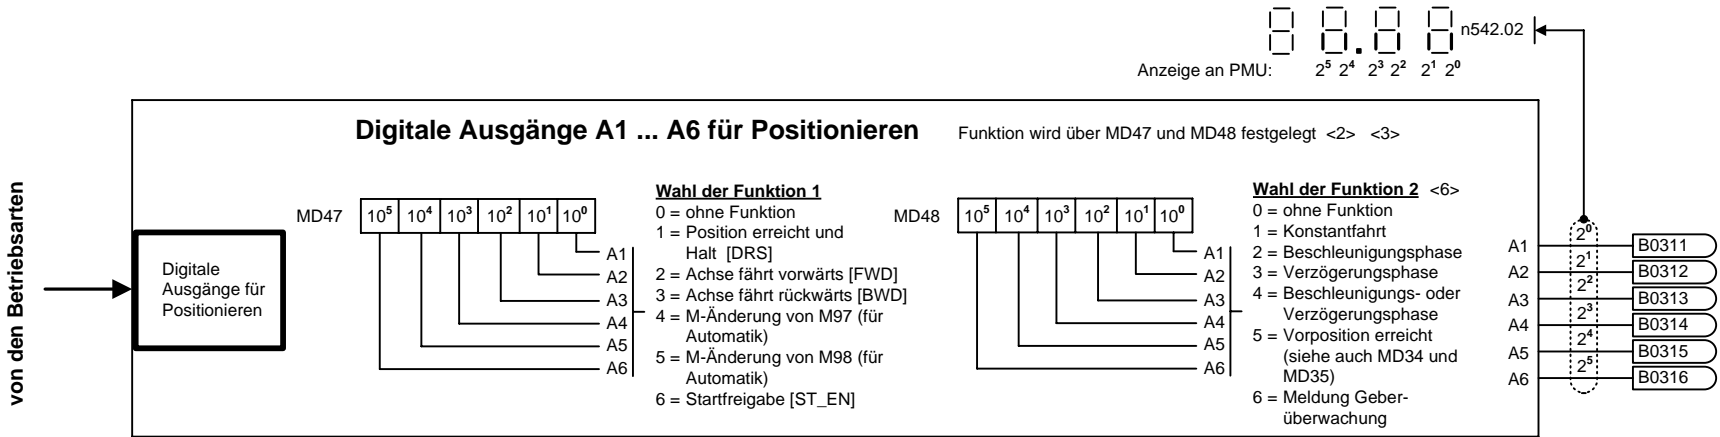 n542.02
Anzeige an PMU: 2⁵ 2⁴ 2³ 2² 2¹ 2⁰
Digitale Ausgänge A1 ... A6 für Positionieren
Funktion wird über MD47 und MD48 festgelegt <2> <3>
von den Betriebsarten
Digitale
Ausgänge für
Positionieren
MD47 10⁵ 10⁴ 10³ 10² 10¹ 10⁰
A1
A2
A3
A4
A5
A6
Wahl der Funktion 1
0 = ohne Funktion
1 = Position erreicht und
Halt [DRS]
2 = Achse fährt vorwärts [FWD]
3 = Achse fährt rückwärts [BWD]
4 = M-Änderung von M97 (für
Automatik)
5 = M-Änderung von M98 (für
Automatik)
6 = Startfreigabe [ST_EN]
MD48 10⁵ 10⁴ 10³ 10² 10¹ 10⁰
A1
A2
A3
A4
A5
A6
Wahl der Funktion 2 <6>
0 = ohne Funktion
1 = Konstantfahrt
2 = Beschleunigungsphase
3 = Verzögerungsphase
4 = Beschleunigungs- oder
Verzögerungsphase
5 = Vorposition erreicht
(siehe auch MD34 und
MD35)
6 = Meldung Geber-
überwachung
A1 2⁰ B0311
A2 2¹ B0312
A3 2² B0313
A4 2³ B0314
A5 2⁴ B0315
A6 2⁵ B0316